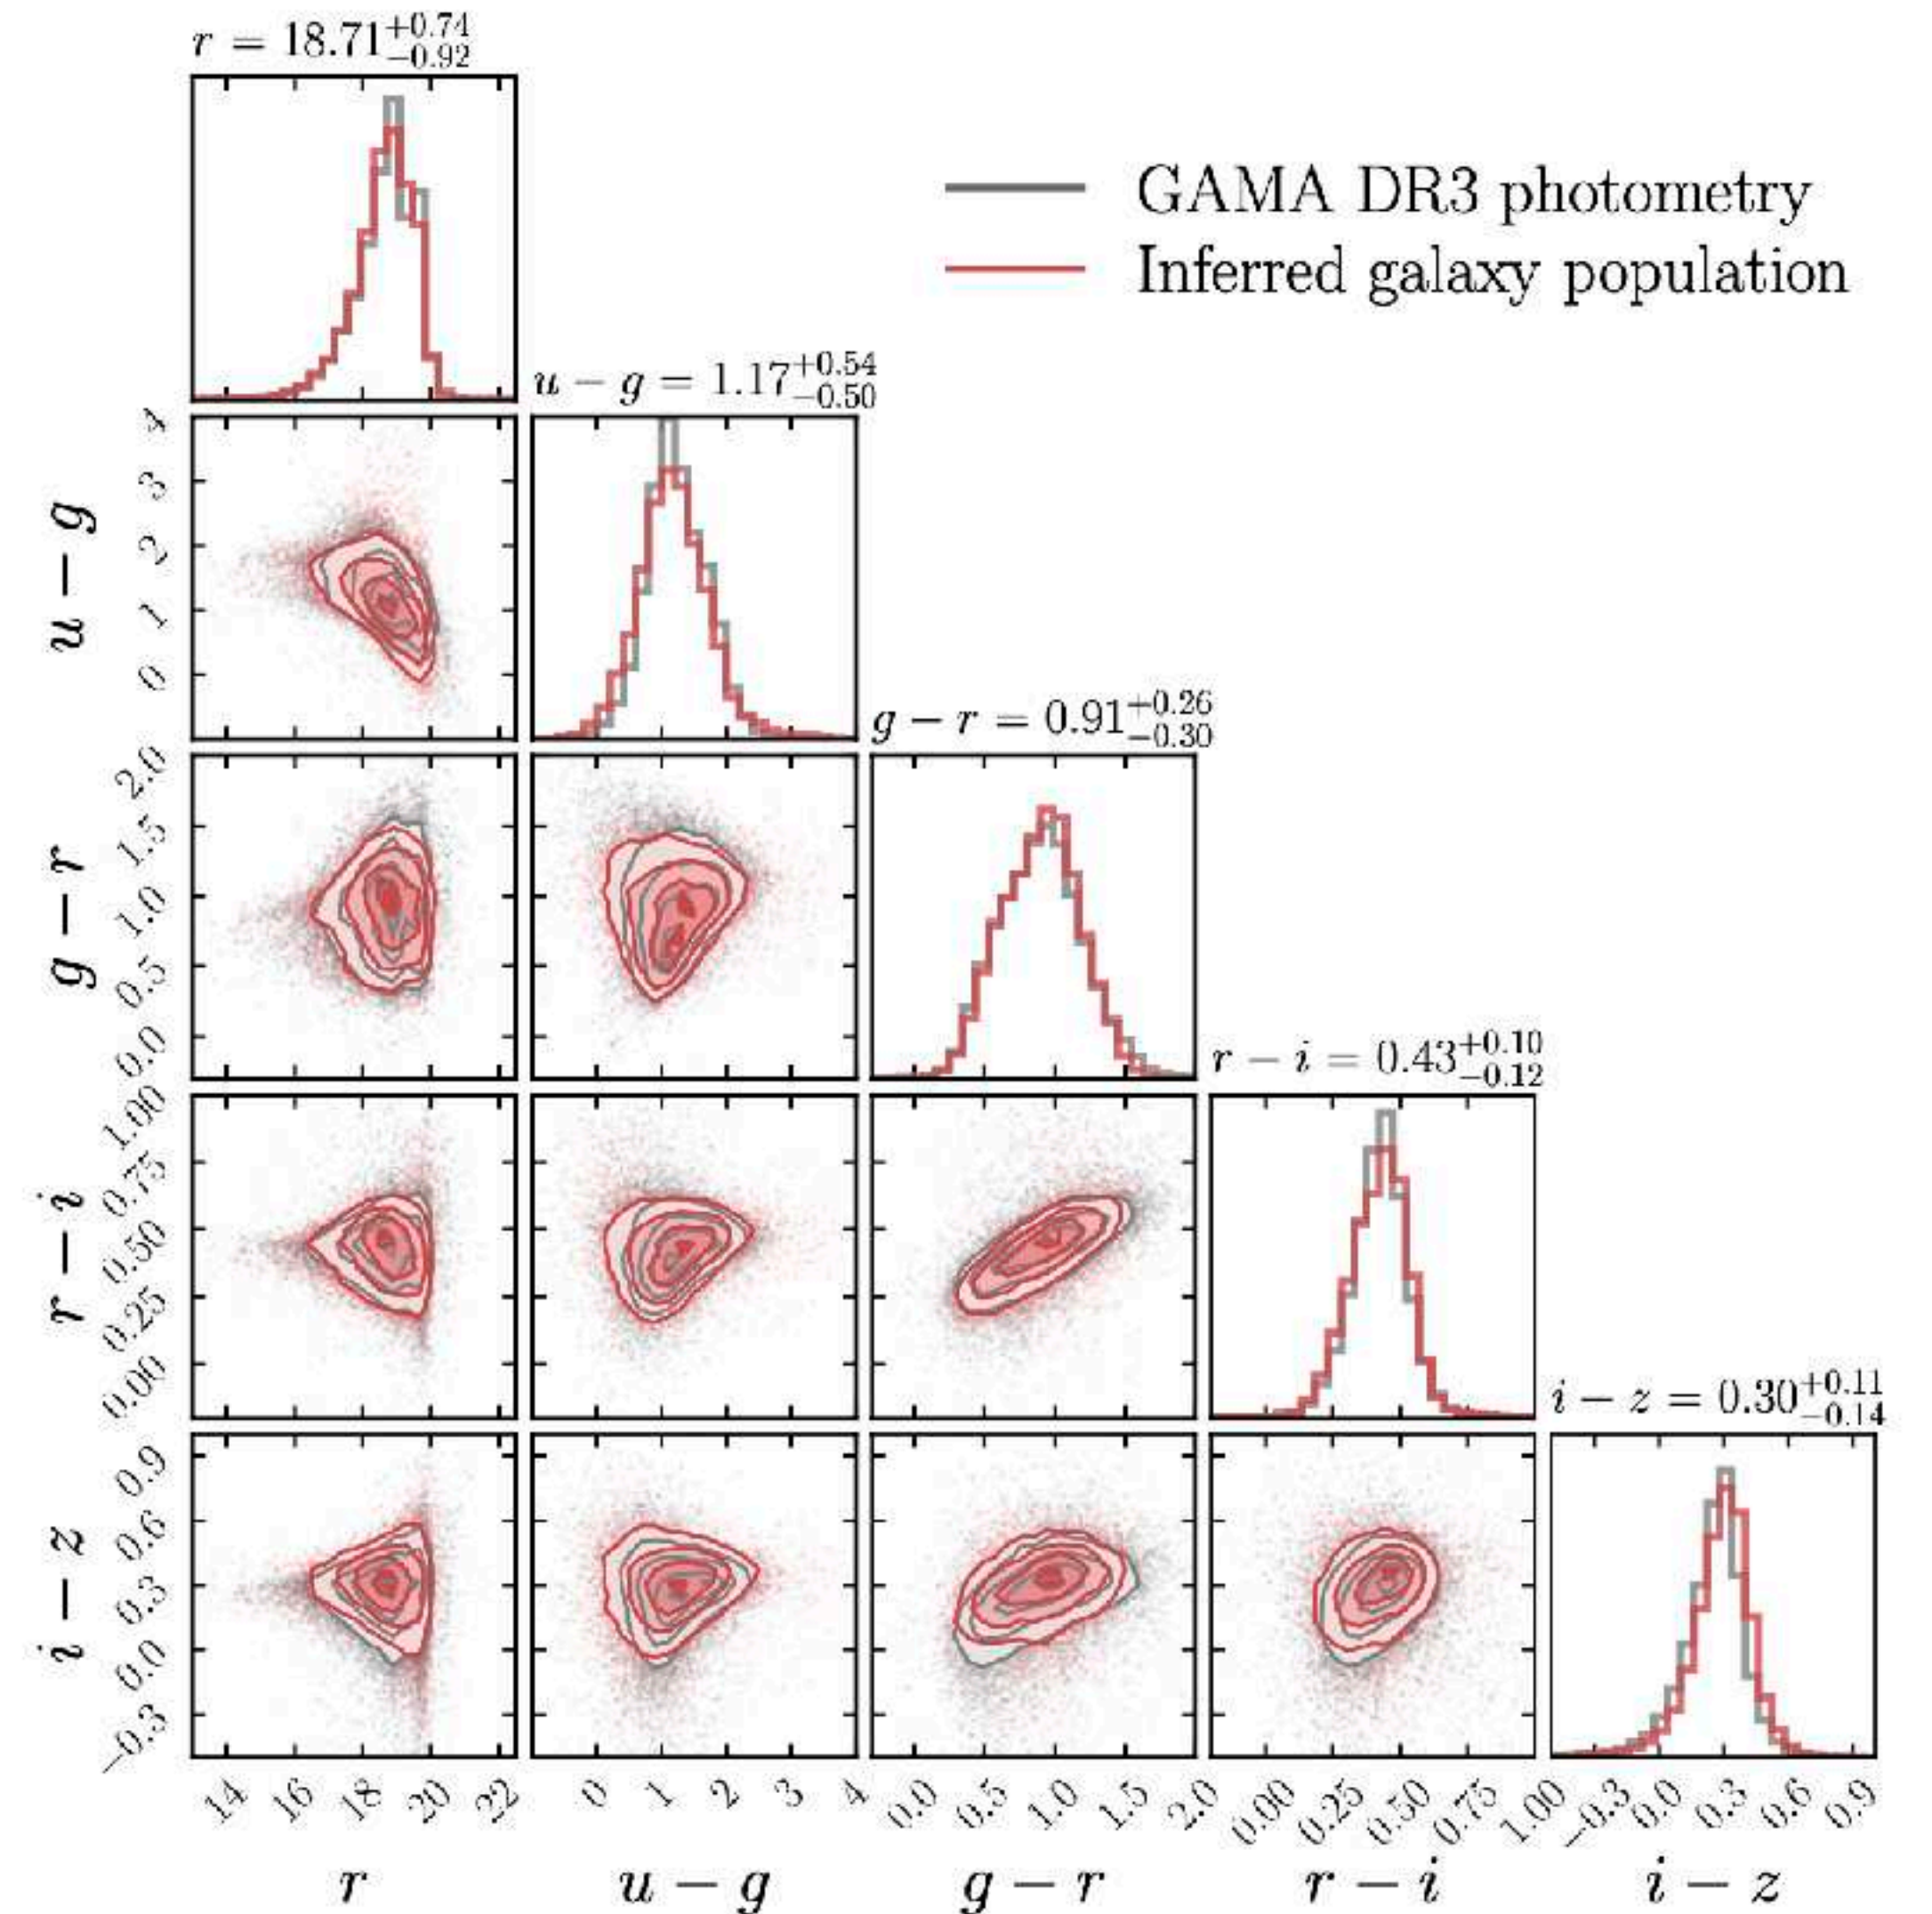 r = 18.71+0.74−0.92
GAMA DR3 photometry
Inferred galaxy population
u − g = 1.17+0.54−0.50
4
3
u − g
2
1
0
g − r = 0.91+0.26−0.30
2.0
1.5
g − r
1.0
0.5
0.0
r − i = 0.43+0.10−0.12
1.00
0.75
r − i
0.50
0.25
0.00
i − z = 0.30+0.11−0.14
0.9
0.6
i − z
0.3
0.0
−0.3
14 16 18 20 22 0 1 2 3 4 0.0 0.5 1.0 1.5 2.0 0.00 0.25 0.50 0.75 1.00 −0.3 0.0 0.3 0.6 0.9
r u − g g − r r − i i − z